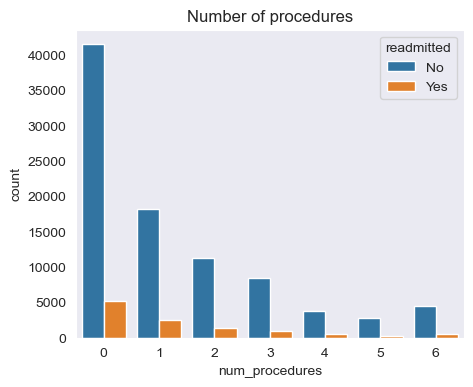 Number of procedures
readmitted
No
Yes
40000
35000
30000
25000
20000
15000
10000
5000
0
count
0 1 2 3 4 5 6
num_procedures